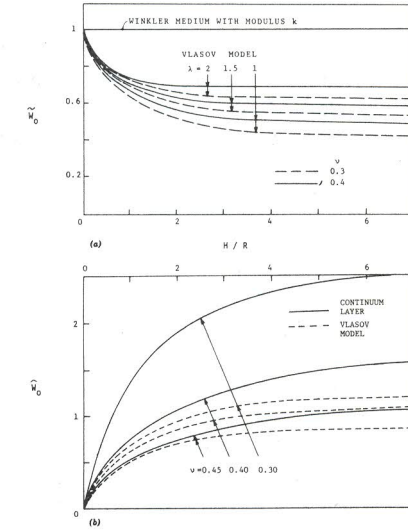 WINKLER MEDIUM WITH MODULUS k
1
VLASOV MODEL
λ = 2 1.5 1
0.6
W̃o
ν
0.3
0.2
0.4
0 2 4 6
(a) H / R
0 2 4 6
CONTINUUM LAYER
2
VLASOV MODEL
Ŵo
1
ν=0.45 0.40 0.30
0
(b)